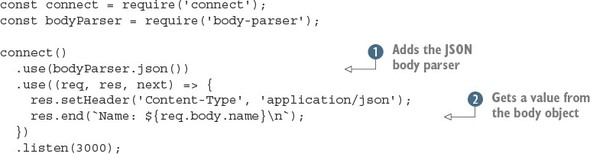 const connect = require('connect');
const bodyParser = require('body-parser');
connect()
.use(bodyParser.json())
1 Adds the JSON
body parser
.use((req, res, next) => {
res.setHeader('Content-Type', 'application/json');
res.end(`Name: ${req.body.name}\n`);
2 Gets a value from
the body object
})
.listen(3000);